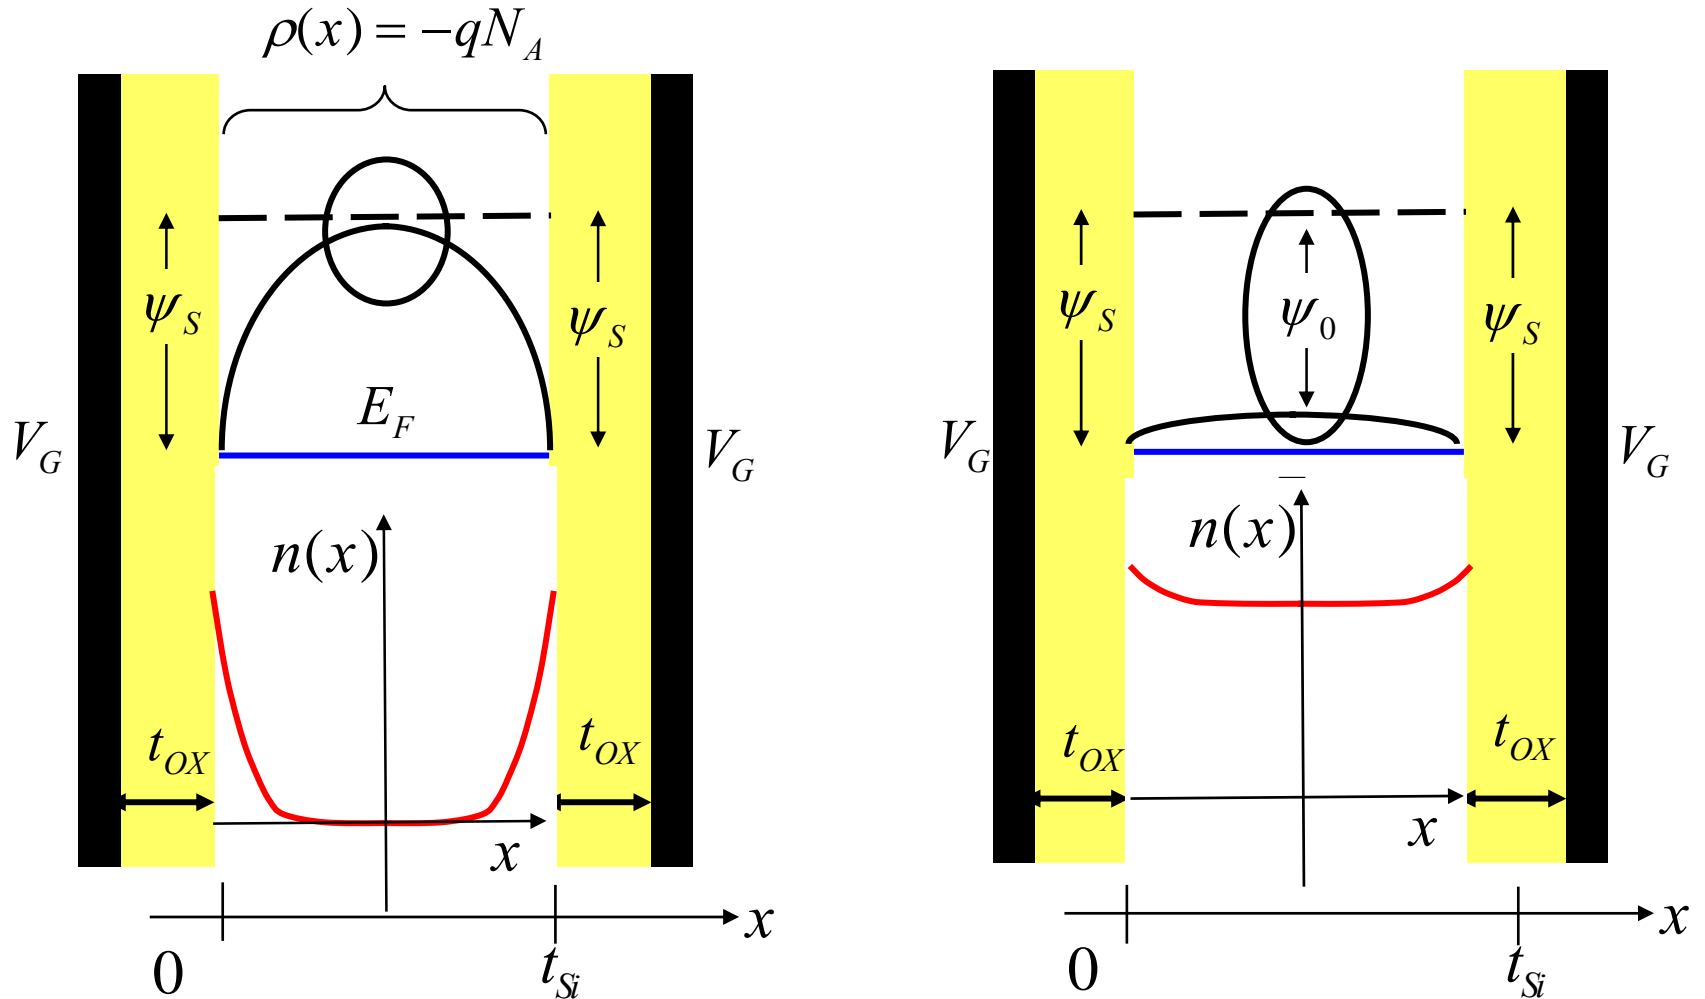 ρ(x) = −qN_A
ψ_S
ψ_S
E_F
V_G
V_G
n(x)
t_OX
t_OX
x
x
0
t_Si
ψ_S
ψ_0
ψ_S
V_G
V_G
n(x)
t_OX
t_OX
x
x
0
t_Si